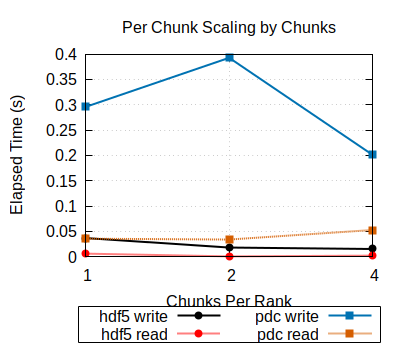 Per Chunk Scaling by Chunks
0.4
0.35
0.3
0.25
0.2
0.15
0.1
0.05
0
Elapsed Time (s)
1 2 4
Chunks Per Rank
hdf5 write pdc write
hdf5 read pdc read